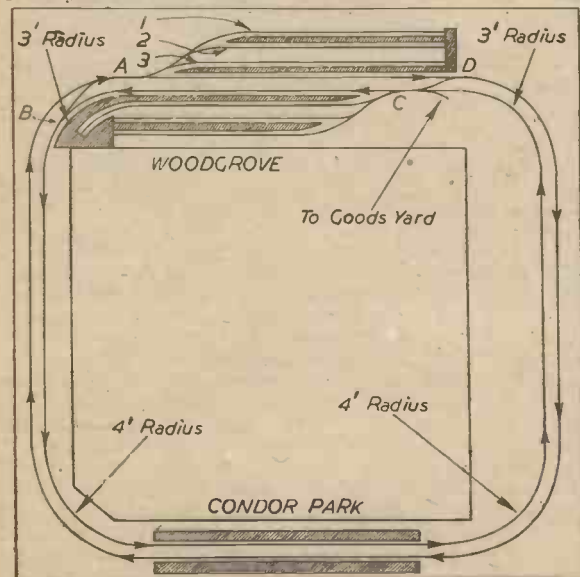 1
2
3
3' Radius
A
D
3' Radius
B
C
WOODGROVE
To Goods Yard
4' Radius
4' Radius
CONDOR PARK